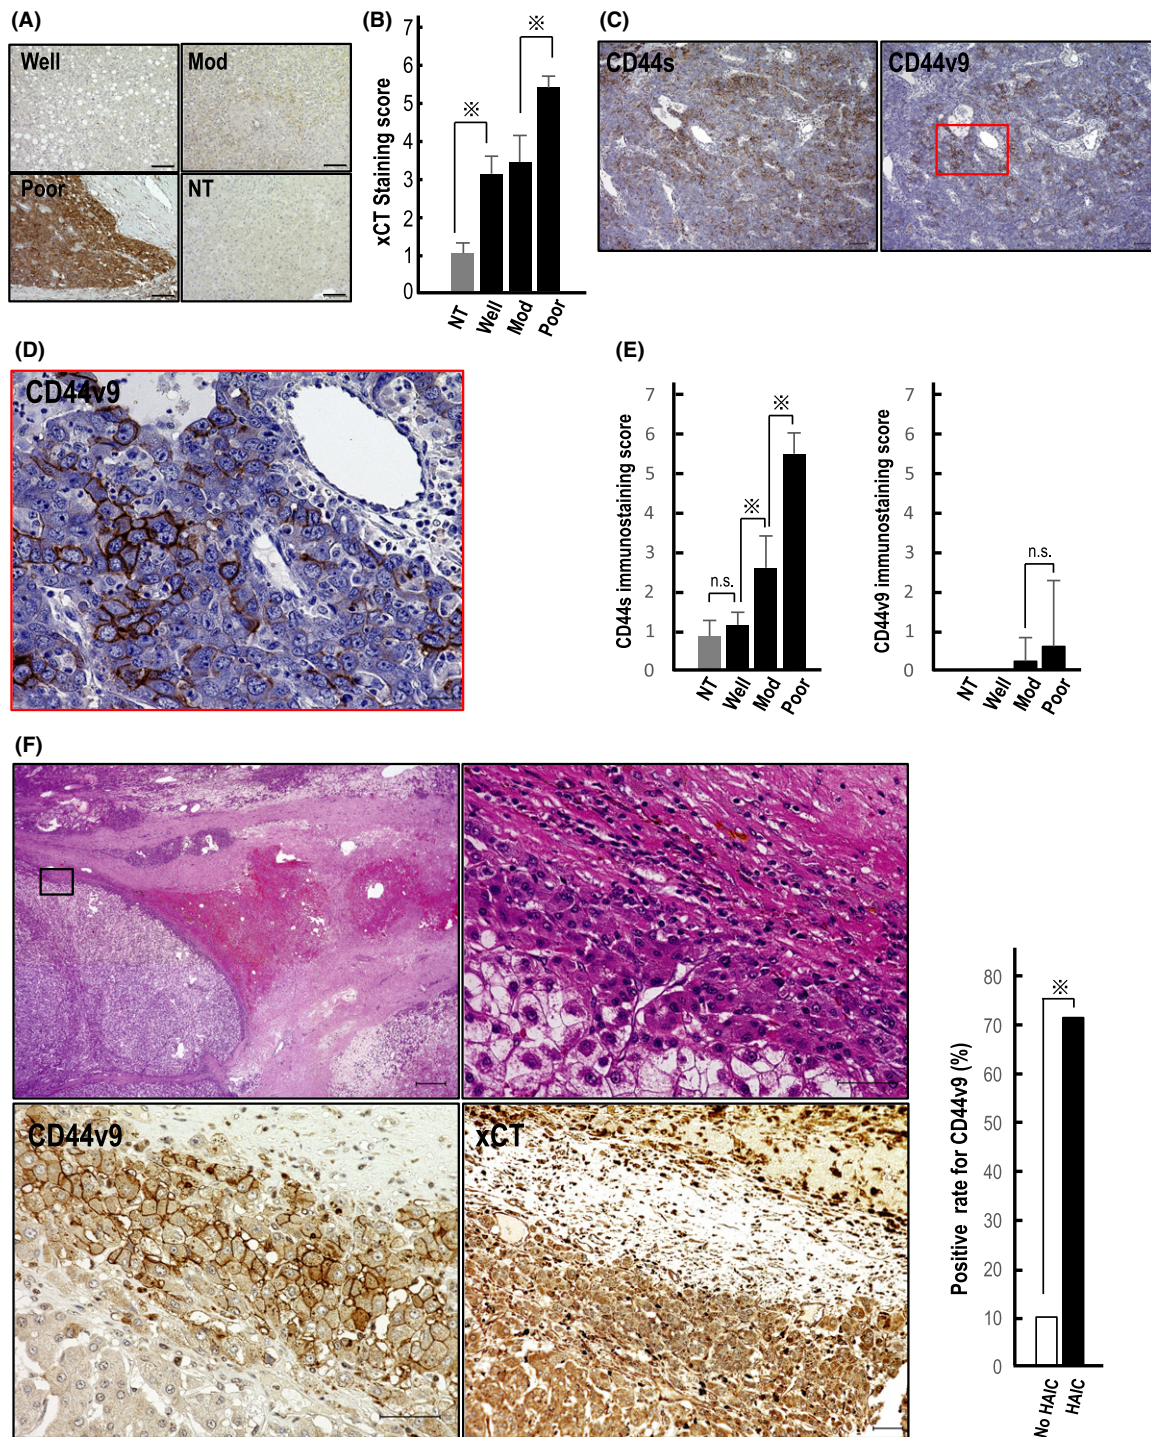 (A)
Well
Mod
Poor
NT
(B)
xCT Staining score
7
6
5
4
3
2
1
0
※
※
NT
Well
Mod
Poor
(C)
CD44s
CD44v9
(D)
CD44v9
(E)
CD44s immunostaining score
7
6
5
4
3
2
1
0
n.s.
※
※
NT
Well
Mod
Poor
CD44v9 immunostaining score
7
6
5
4
3
2
1
0
n.s.
NT
Well
Mod
Poor
(F)
CD44v9
xCT
Positive rate for CD44v9 (%)
80
70
60
50
40
30
20
10
0
※
No HAIC
HAIC